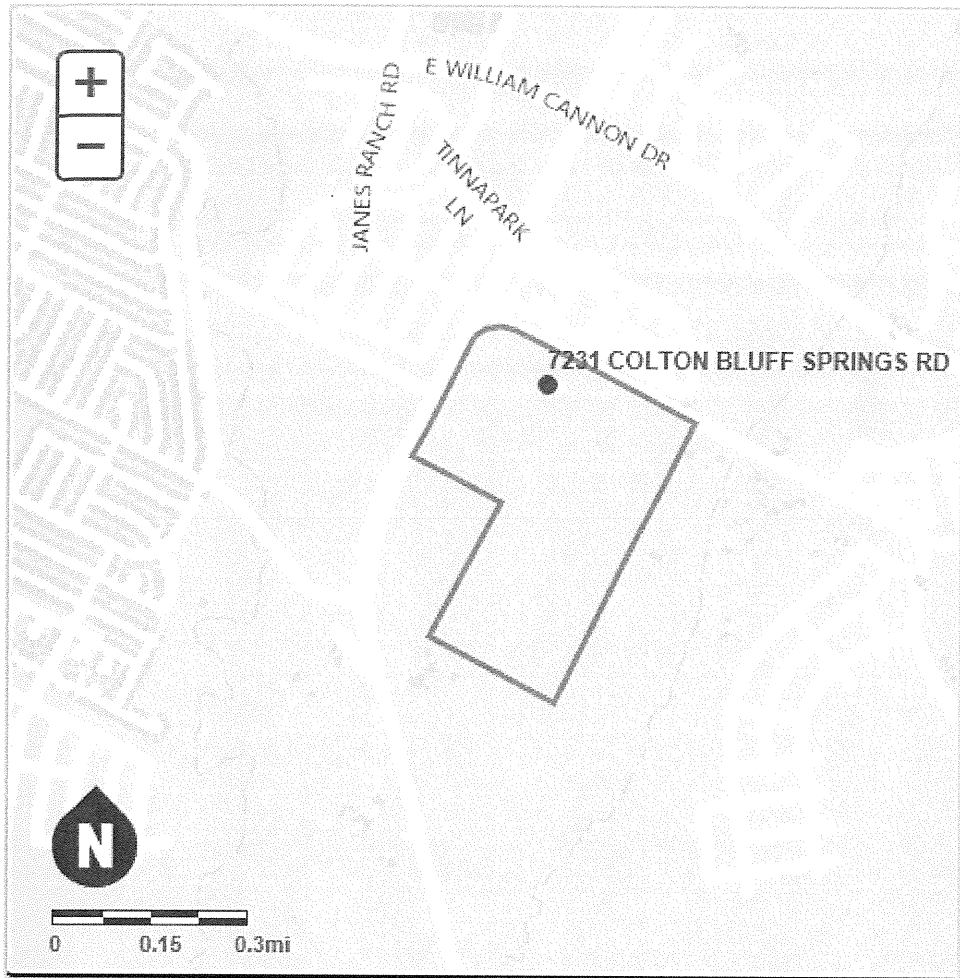 +
−
E WILLIAM CANNON DR
JANES RANCH RD
TINNAPARK
LN
7231 COLTON BLUFF SPRINGS RD
N
0 0.15 0.3mi